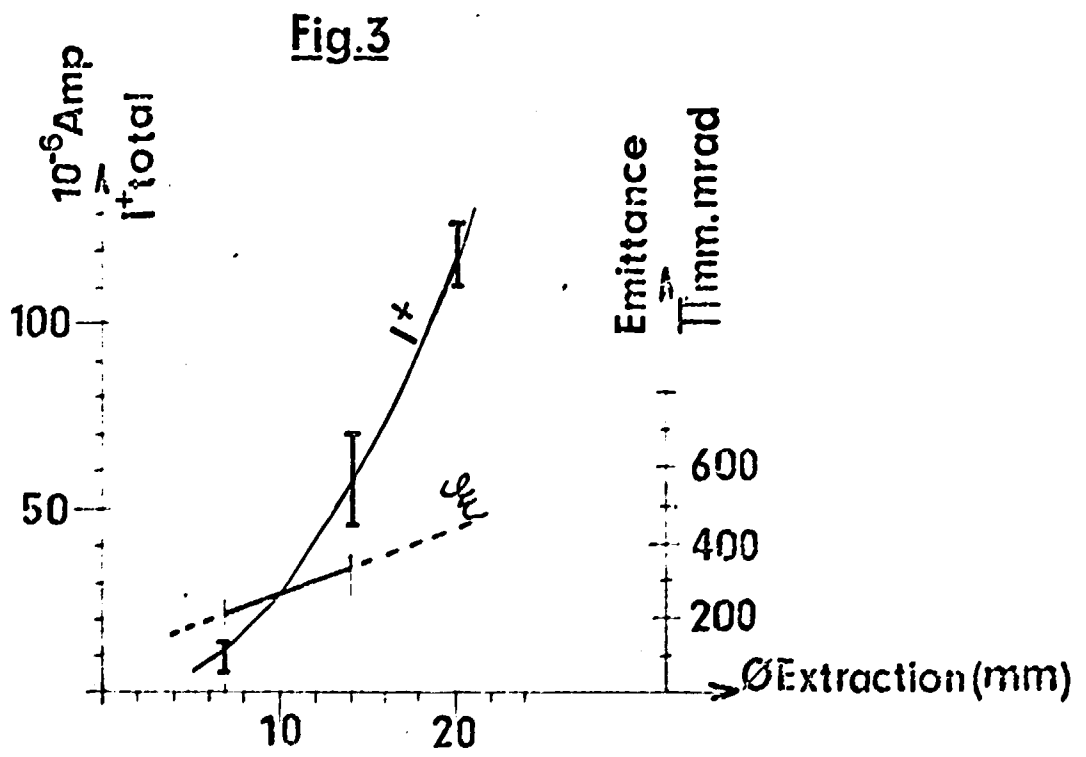 Fig.3
10⁻⁶Amp
I⁺total
Emittance
∏mm.mrad
I⁺
100
50
600
400
200
10
20
ØExtraction(mm)